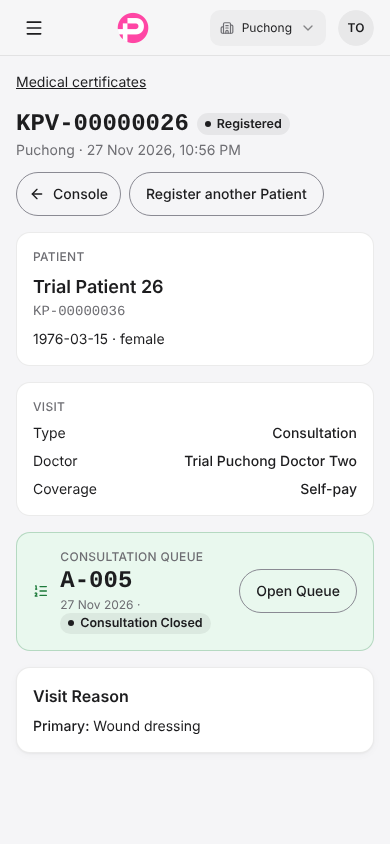 Puchong
TO
Medical certificates
KPV-00000026 Registered
Puchong · 27 Nov 2026, 10:56 PM
Console
Register another Patient
PATIENT
Trial Patient 26
KP-00000036
1976-03-15 · female
VISIT
Type Consultation
Doctor Trial Puchong Doctor Two
Coverage Self-pay
CONSULTATION QUEUE
A-005
27 Nov 2026 ·
Consultation Closed
Open Queue
Visit Reason
Primary: Wound dressing